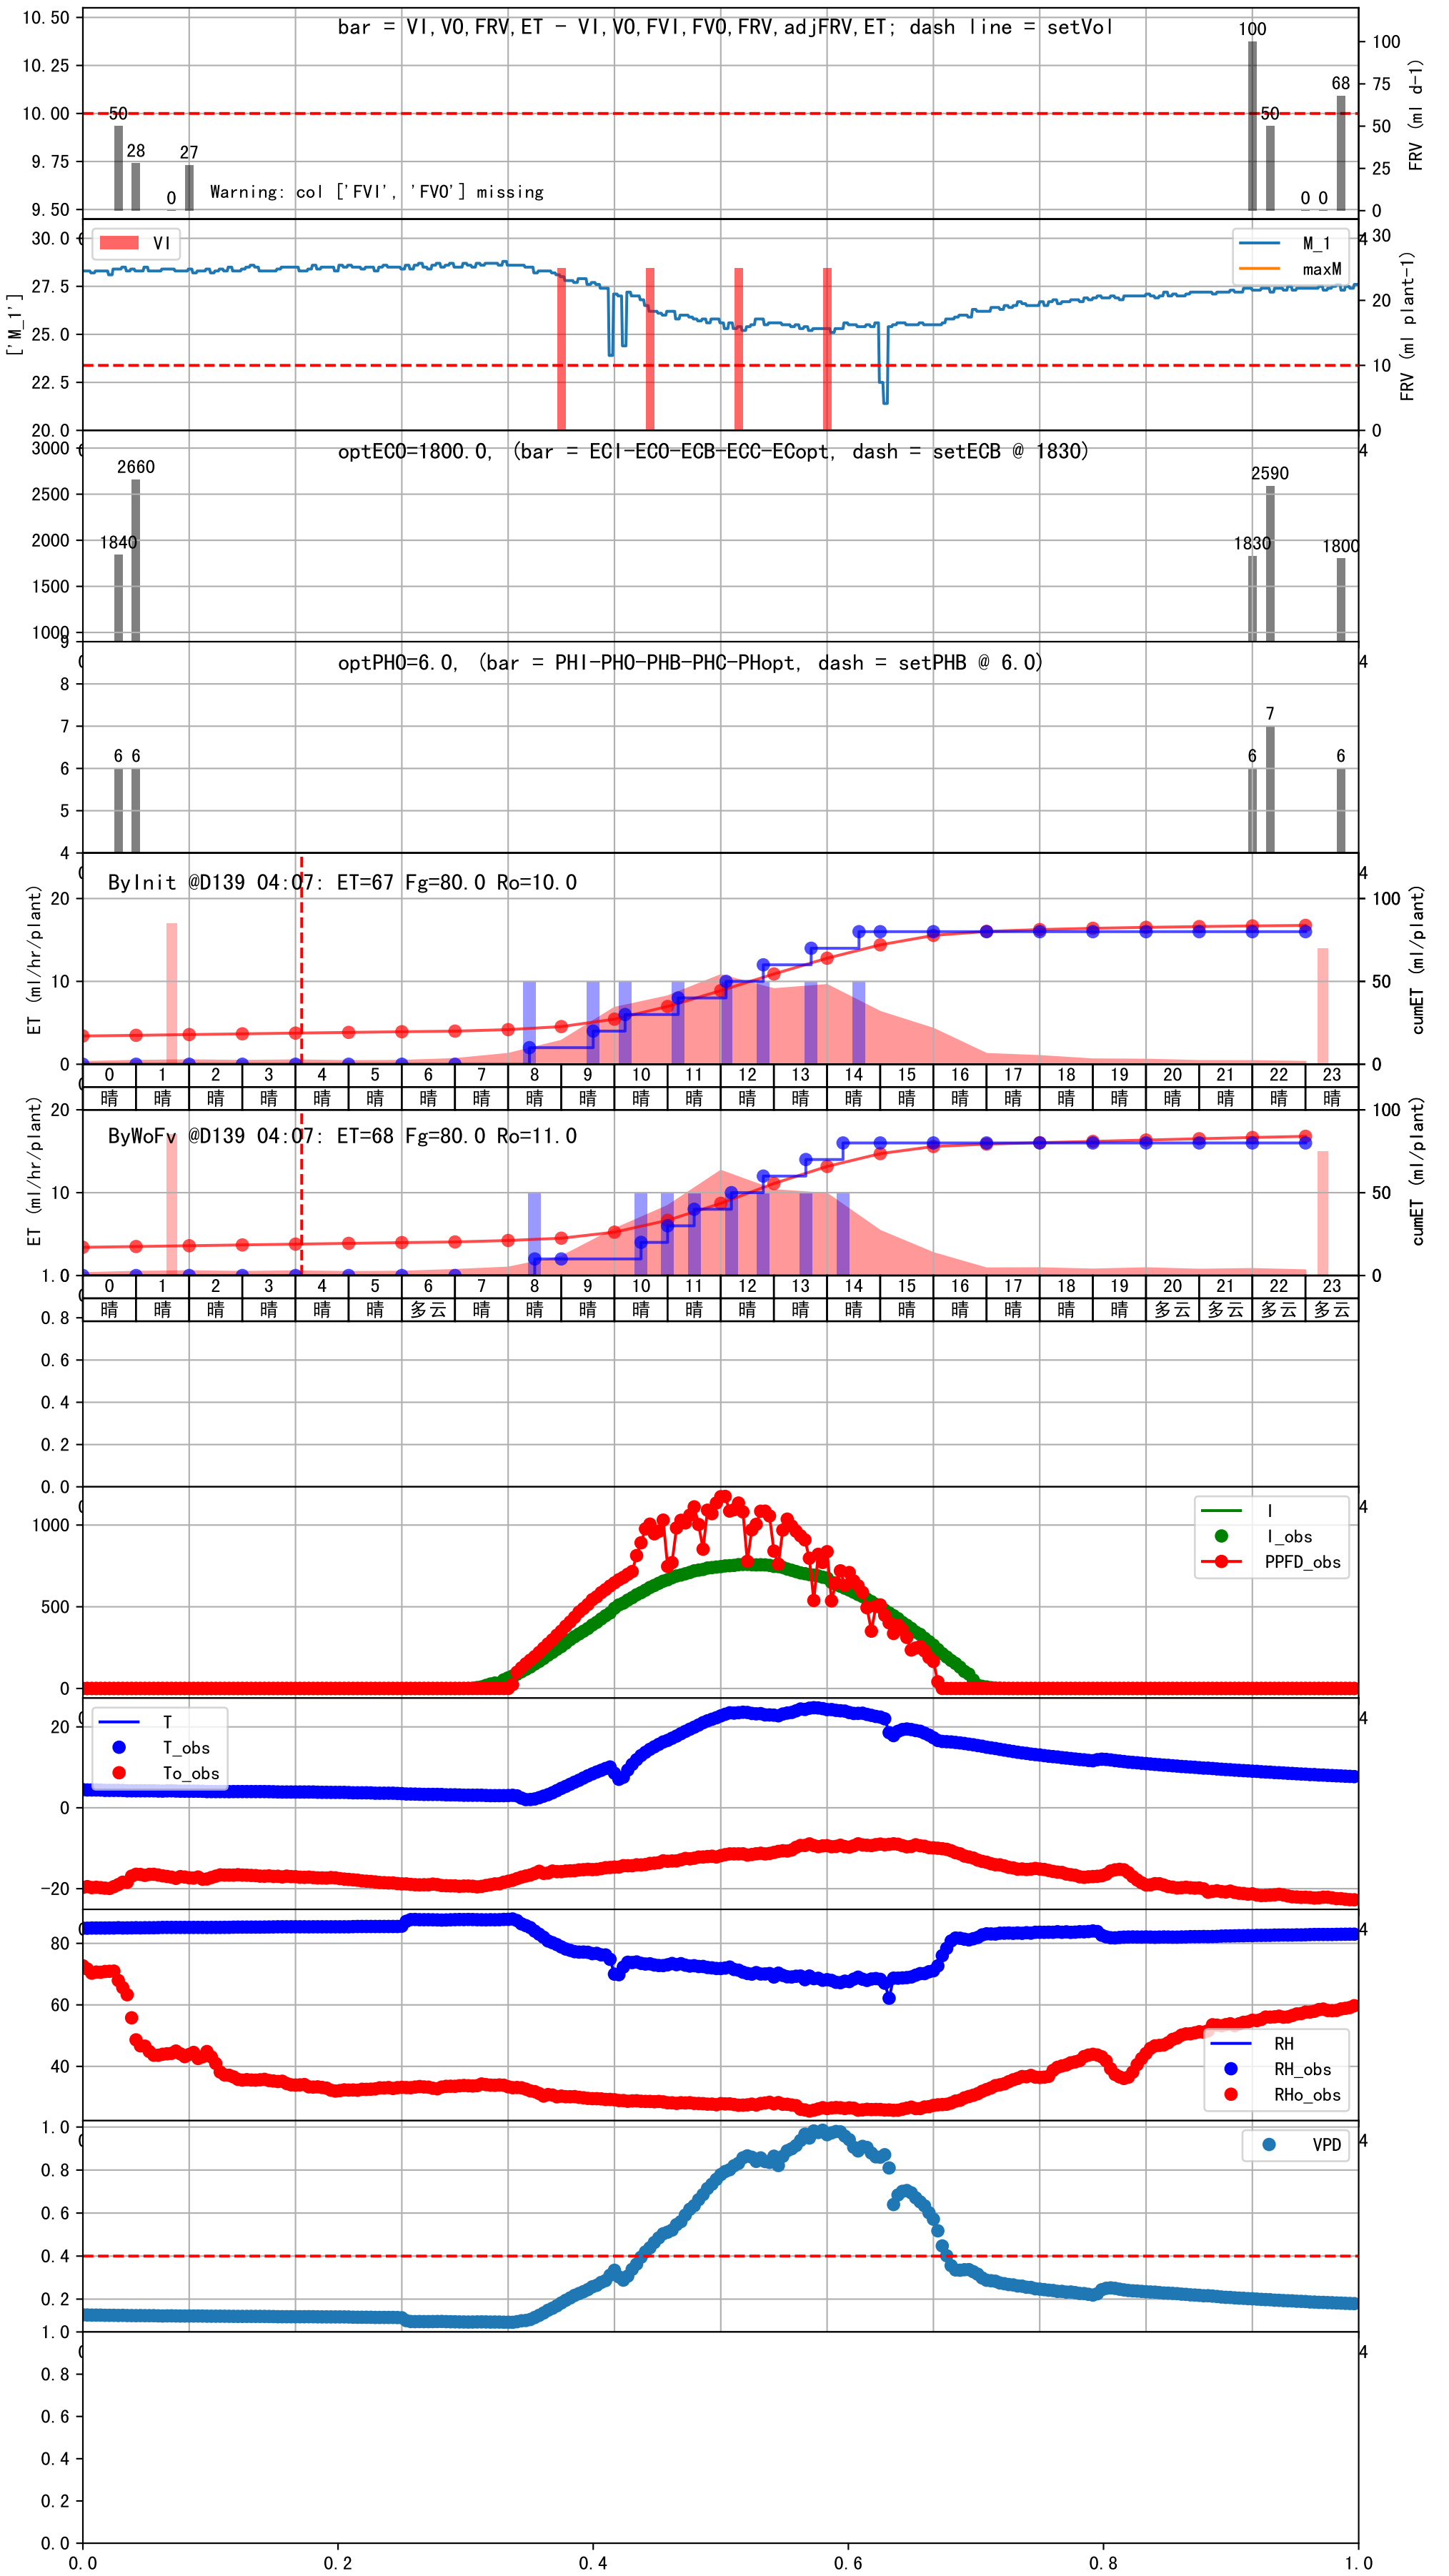 bar = VI,VO,FRV,ET - VI,VO,FVI,FVO,FRV,adjFRV,ET; dash line = setVol
10.50
10.25
10.00
9.75
9.50
50
28
0
27
100
50
0 0
68
Warning: col ['FVI', 'FVO'] missing
100
75
50
25
0
FRV (ml d-1)
30.0
27.5
25.0
22.5
20.0
['M_1']
VI
M_1
maxM
30
20
10
0
FRV (ml plant-1)
optECO=1800.0, (bar = ECI-ECO-ECB-ECC-ECopt, dash = setECB @ 1830)
3000
2500
2000
1500
1000
1840
2660
1830
2590
1800
4
optPHO=6.0, (bar = PHI-PHO-PHB-PHC-PHopt, dash = setPHB @ 6.0)
9
8
7
6
5
4
6 6
6
7
6
4
ByInit @D139 04:07: ET=67 Fg=80.0 Ro=10.0
ET (ml/hr/plant)
20
10
0
100
50
0
cumET (ml/plant)
0 1 2 3 4 5 6 7 8 9 10 11 12 13 14 15 16 17 18 19 20 21 22 23
晴 晴 晴 晴 晴 晴 晴 晴 晴 晴 晴 晴 晴 晴 晴 晴 晴 晴 晴 晴 晴 晴 晴 晴
ByWoFv @D139 04:07: ET=68 Fg=80.0 Ro=11.0
ET (ml/hr/plant)
20
10
100
50
0
cumET (ml/plant)
0 1 2 3 4 5 6 7 8 9 10 11 12 13 14 15 16 17 18 19 20 21 22 23
晴 晴 晴 晴 晴 晴 多云 晴 晴 晴 晴 晴 晴 晴 晴 晴 晴 晴 晴 晴 多云 多云 多云 多云
1.0
0.8
0.6
0.4
0.2
0.0
1000
500
0
I
I_obs
PPFD_obs
4
20
0
-20
T
T_obs
To_obs
4
80
60
40
RH
RH_obs
RHo_obs
4
1.0
0.8
0.6
0.4
0.2
VPD
4
1.0
0.8
0.6
0.4
0.2
0.0
4
0.0 0.2 0.4 0.6 0.8 1.0